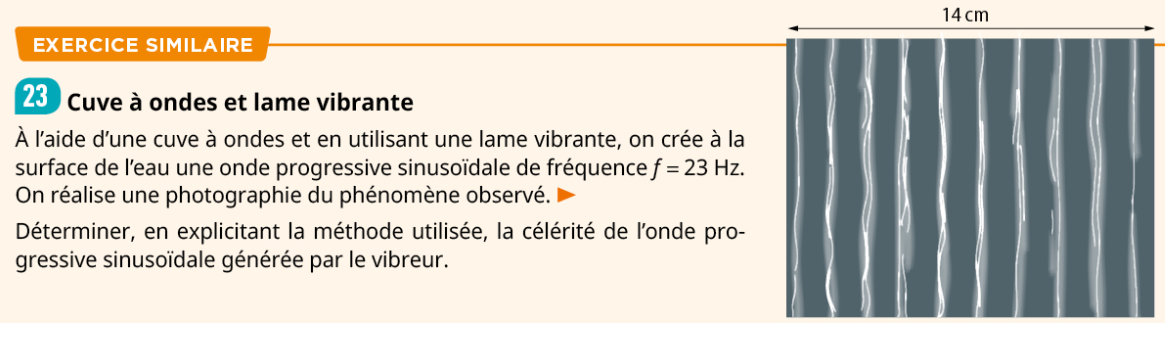 14 cm
EXERCICE SIMILAIRE
23 Cuve à ondes et lame vibrante
À l'aide d'une cuve à ondes et en utilisant une lame vibrante, on crée à la
surface de l'eau une onde progressive sinusoïdale de fréquence f = 23 Hz.
On réalise une photographie du phénomène observé. ▶
Déterminer, en explicitant la méthode utilisée, la célérité de l'onde pro-
gressive sinusoïdale générée par le vibreur.